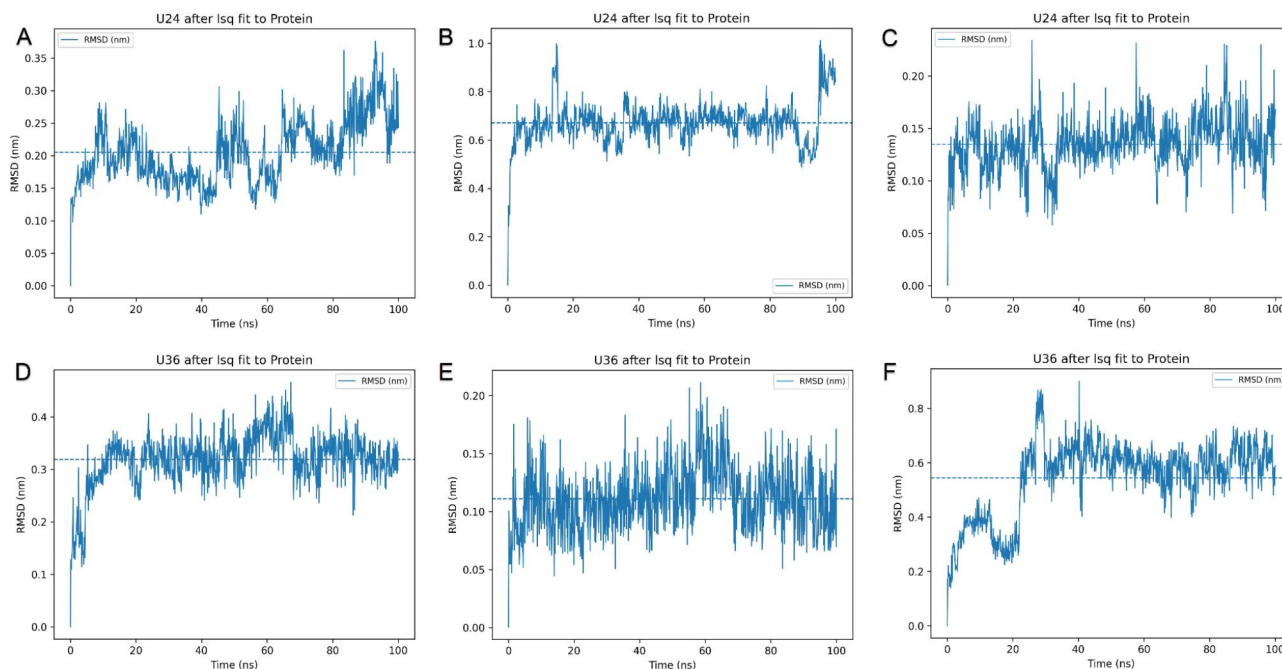 A
U24 after lsq fit to Protein
RMSD (nm)
RMSD (nm)
0.35
0.30
0.25
0.20
0.15
0.10
0.05
0.00
0 20 40 60 80 100
Time (ns)
B
U24 after lsq fit to Protein
RMSD (nm)
1.0
0.8
0.6
0.4
0.2
0.0
RMSD (nm)
0 20 40 60 80 100
Time (ns)
C
U24 after lsq fit to Protein
RMSD (nm)
RMSD (nm)
0.20
0.15
0.10
0.05
0.00
0 20 40 60 80 100
Time (ns)
D
U36 after lsq fit to Protein
RMSD (nm)
RMSD (nm)
0.4
0.3
0.2
0.1
0.0
0 20 40 60 80 100
Time (ns)
E
U36 after lsq fit to Protein
RMSD (nm)
RMSD (nm)
0.20
0.15
0.10
0.05
0.00
0 20 40 60 80 100
Time (ns)
F
U36 after lsq fit to Protein
RMSD (nm)
RMSD (nm)
0.8
0.6
0.4
0.2
0.0
0 20 40 60 80 100
Time (ns)